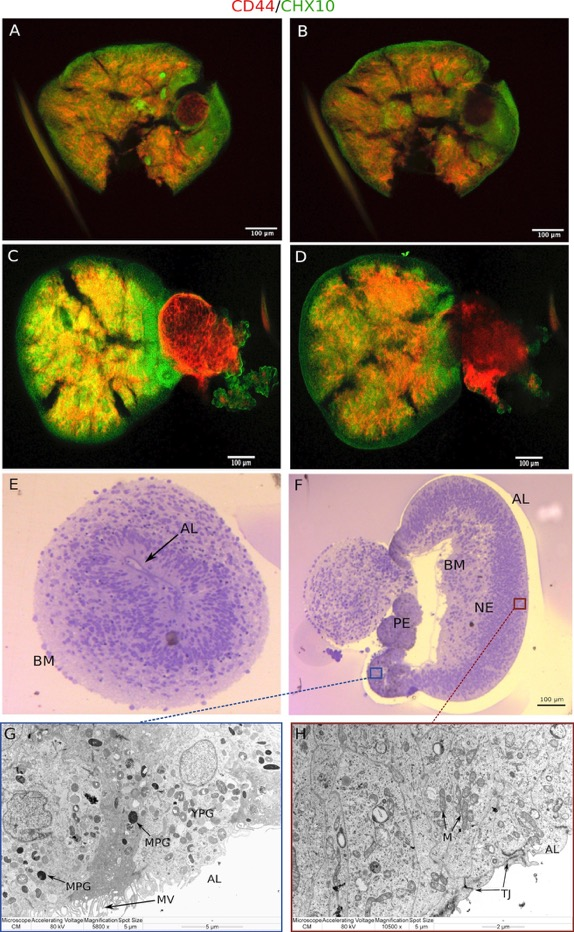 CD44/CHX10
A
B
100 µm
100 µm
C
D
100 µm
100 µm
E
AL
BM
F
AL
BM
NE
PE
100 µm
G
YPG
MPG
MPG
AL
MV
Microscope Accelerating Voltage Magnification Spot Size
CM 80 kV 5800 x 5 µm 5 µm
H
M
AL
TJ
Microscope Accelerating Voltage Magnification Spot Size
CM 80 kV 10500 x 5 µm 2 µm